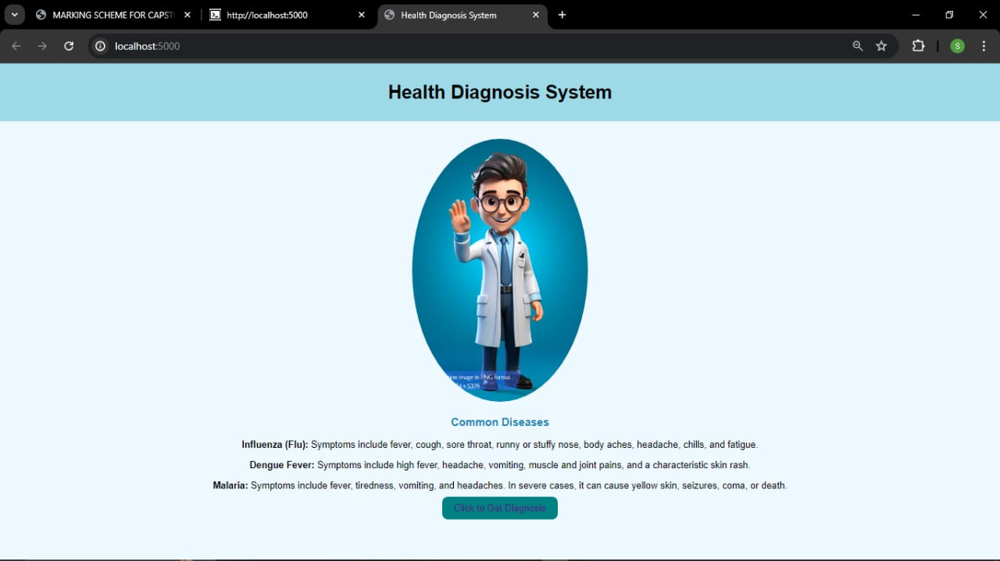 MARKING SCHEME FOR CAPST
http://localhost:5000
Health Diagnosis System
localhost:5000
S
Health Diagnosis System
ion image in PNG format
x 5376
Common Diseases
Influenza (Flu): Symptoms include fever, cough, sore throat, runny or stuffy nose, body aches, headache, chills, and fatigue.
Dengue Fever: Symptoms include high fever, headache, vomiting, muscle and joint pains, and a characteristic skin rash.
Malaria: Symptoms include fever, tiredness, vomiting, and headaches. In severe cases, it can cause yellow skin, seizures, coma, or death.
Click to Get Diagnosis